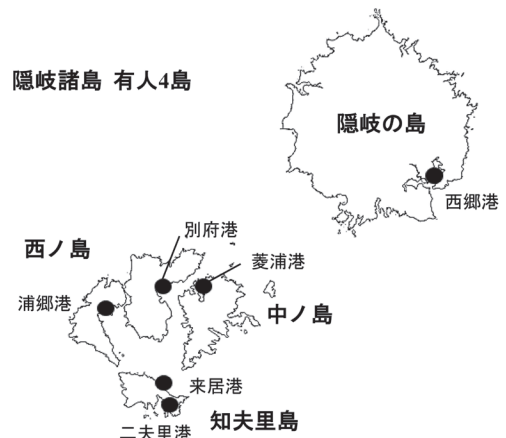 隠岐諸島 有人4島
隠岐の島
西郷港
別府港
西ノ島
菱浦港
浦郷港
中ノ島
来居港
知夫里島
二夫里港